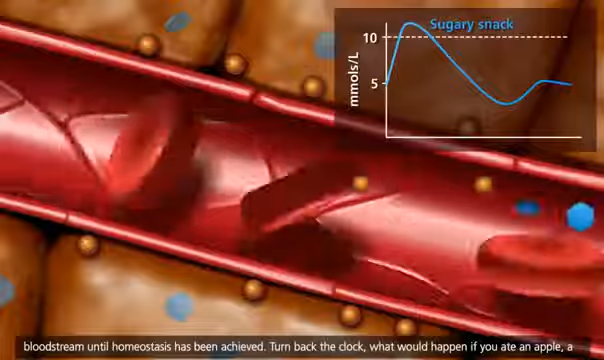 Sugary snack
10
mmols/L
5
bloodstream until homeostasis has been achieved. Turn back the clock, what would happen if you ate an apple, a